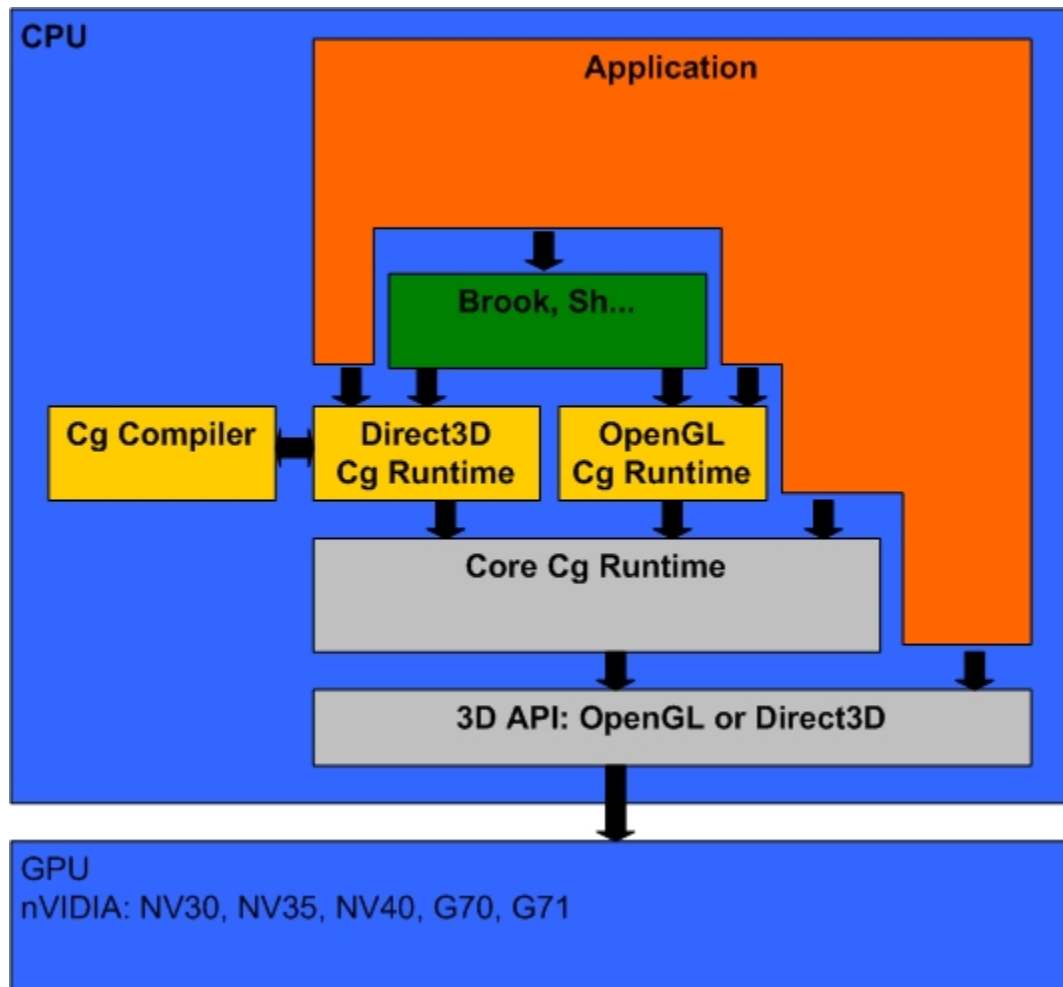 CPU
Application
Brook, Sh...
Cg Compiler
Direct3D
Cg Runtime
OpenGL
Cg Runtime
Core Cg Runtime
3D API: OpenGL or Direct3D
GPU
nVIDIA: NV30, NV35, NV40, G70, G71